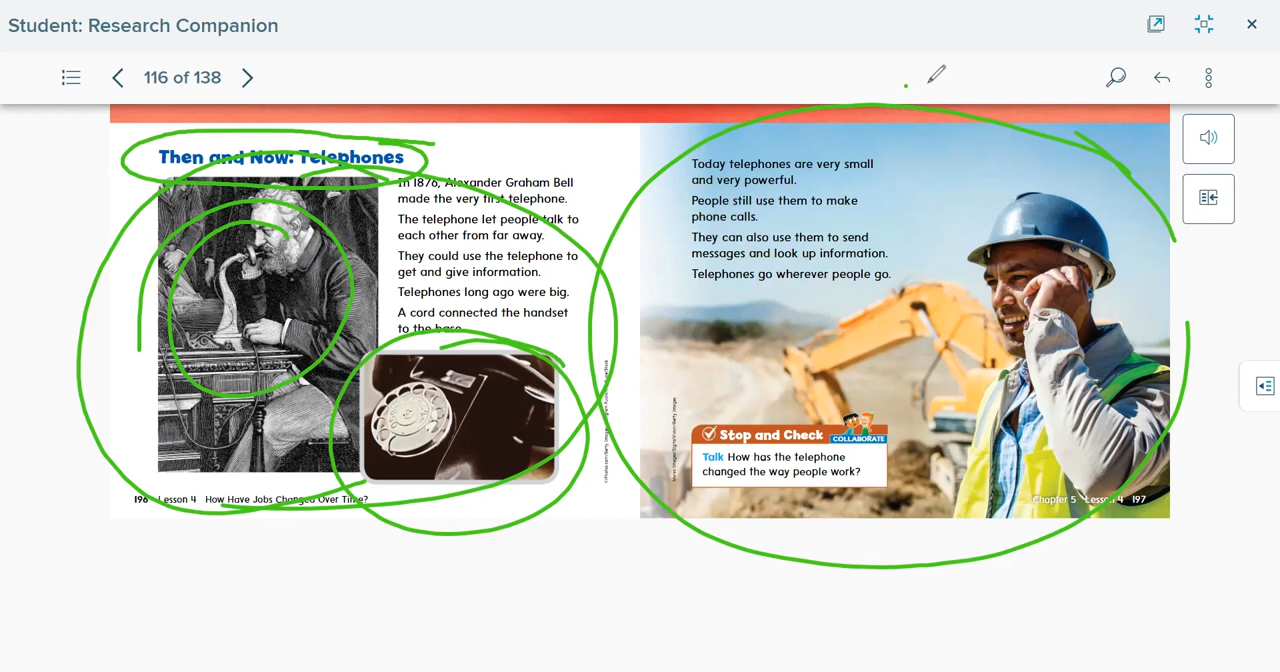 Student: Research Companion
116 of 138
Then and Now: Telephones
In 1876, Alexander Graham Bell
made the very first telephone.
The telephone let people talk to
each other from far away.
They could use the telephone to
get and give information.
Telephones long ago were big.
A cord connected the handset
to the base.
196 Lesson 4 How Have Jobs Changed Over Time?
Today telephones are very small
and very powerful.
People still use them to make
phone calls.
They can also use them to send
messages and look up information.
Telephones go wherever people go.
Stop and Check
COLLABORATE
Talk How has the telephone
changed the way people work?
Chapter 5 Lesson 4 197